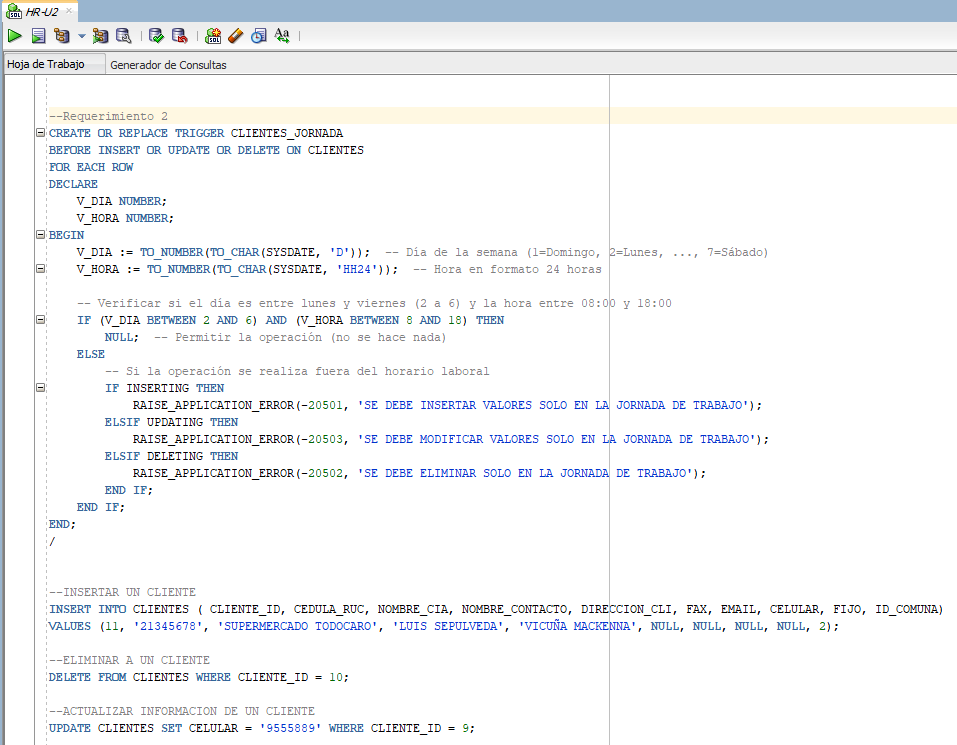 HR-U2
Hoja de Trabajo Generador de Consultas
--Requerimiento 2
CREATE OR REPLACE TRIGGER CLIENTES_JORNADA
BEFORE INSERT OR UPDATE OR DELETE ON CLIENTES
FOR EACH ROW
DECLARE
    V_DIA NUMBER;
    V_HORA NUMBER;
BEGIN
    V_DIA := TO_NUMBER(TO_CHAR(SYSDATE, 'D'));  -- Día de la semana (1=Domingo, 2=Lunes, ..., 7=Sábado)
    V_HORA := TO_NUMBER(TO_CHAR(SYSDATE, 'HH24'));  -- Hora en formato 24 horas
    -- Verificar si el día es entre lunes y viernes (2 a 6) y la hora entre 08:00 y 18:00
    IF (V_DIA BETWEEN 2 AND 6) AND (V_HORA BETWEEN 8 AND 18) THEN
        NULL;  -- Permitir la operación (no se hace nada)
    ELSE
        -- Si la operación se realiza fuera del horario laboral
        IF INSERTING THEN
            RAISE_APPLICATION_ERROR(-20501, 'SE DEBE INSERTAR VALORES SOLO EN LA JORNADA DE TRABAJO');
        ELSIF UPDATING THEN
            RAISE_APPLICATION_ERROR(-20503, 'SE DEBE MODIFICAR VALORES SOLO EN LA JORNADA DE TRABAJO');
        ELSIF DELETING THEN
            RAISE_APPLICATION_ERROR(-20502, 'SE DEBE ELIMINAR SOLO EN LA JORNADA DE TRABAJO');
        END IF;
    END IF;
END;
/
--INSERTAR UN CLIENTE
INSERT INTO CLIENTES ( CLIENTE_ID, CEDULA_RUC, NOMBRE_CIA, NOMBRE_CONTACTO, DIRECCION_CLI, FAX, EMAIL, CELULAR, FIJO, ID_COMUNA)
VALUES (11, '21345678', 'SUPERMERCADO TODOCARO', 'LUIS SEPULVEDA', 'VICUÑA MACKENNA', NULL, NULL, NULL, NULL, 2);
--ELIMINAR A UN CLIENTE
DELETE FROM CLIENTES WHERE CLIENTE_ID = 10;
--ACTUALIZAR INFORMACION DE UN CLIENTE
UPDATE CLIENTES SET CELULAR = '9555889' WHERE CLIENTE_ID = 9;